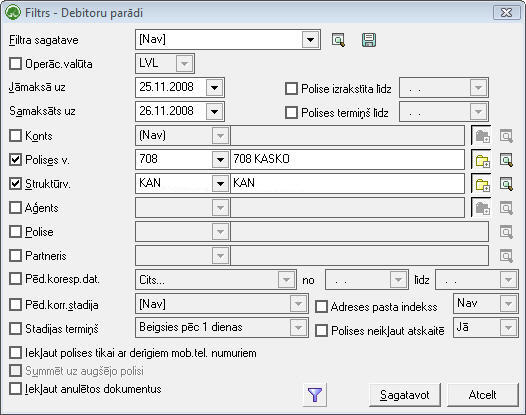 Filtrs - Debitoru parādi
Filtra sagatave [Nav]
Operāc.valūta LVL
Jāmaksā uz 25.11.2008 Polise izrakstīta līdz . .
Samaksāts uz 26.11.2008 Polises termiņš līdz . .
Konts (Nav)
Polises v. 708 708 KASKO
Struktūrv. KAN KAN
Aģents
Polise
Partneris
Pēd.koresp.dat. Cits... no . . līdz . .
Pēd.korr.stadija [Nav] Adreses pasta indekss Nav
Stadijas termiņš Beigsies pēc 1 dienas Polises neikļaut atskaitē Jā
Iekļaut polises tikai ar derīgiem mob.tel. numuriem
Summēt uz augšējo polisi
Iekļaut anulētos dokumentus
Sagatavot Atcelt